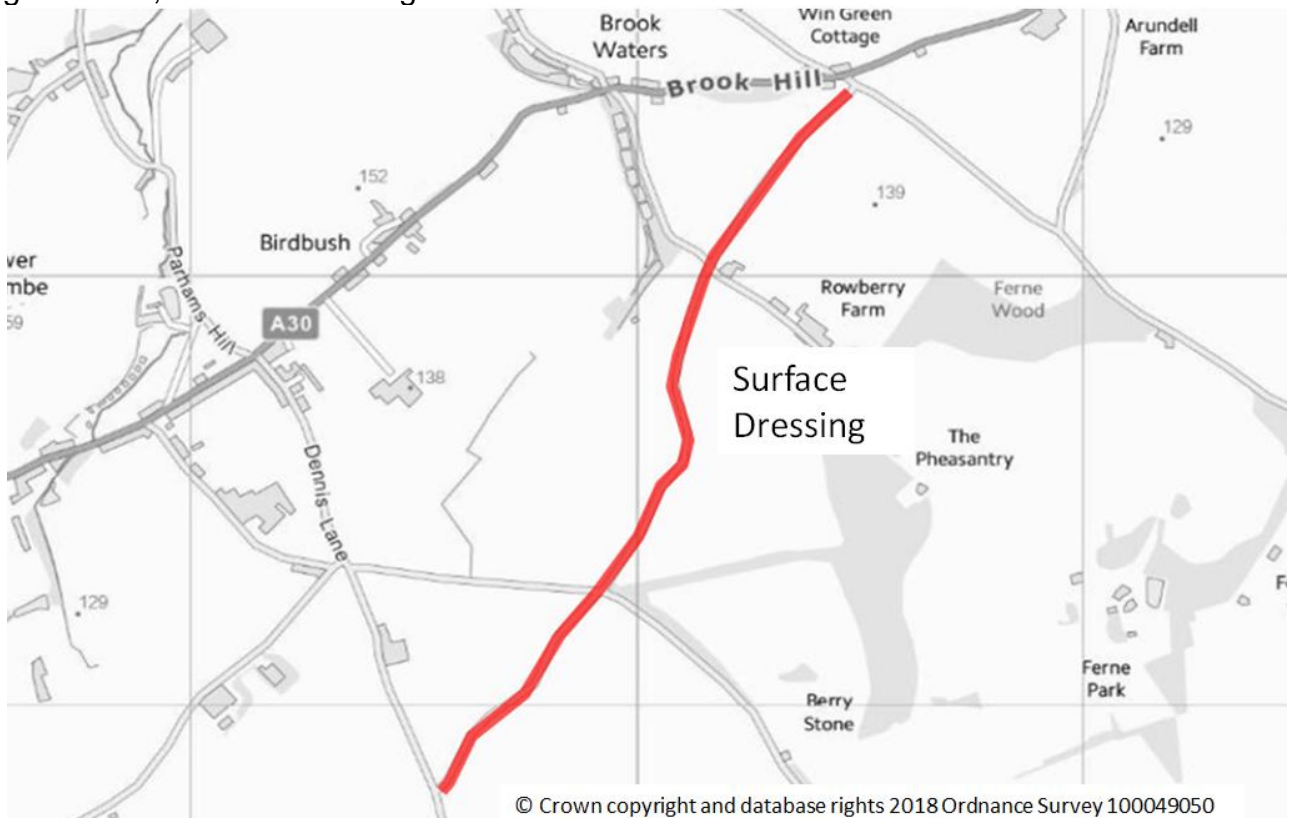 Brook
Waters
Win Green
Cottage
Arundell
Farm
Brook Hill
129
152
139
Birdbush
Parhams Hill
Rowberry
Farm
Ferne
Wood
A30
138
Surface
Dressing
The
Pheasantry
Dennis Lane
129
Ferne
Park
Berry
Stone
© Crown copyright and database rights 2018 Ordnance Survey 100049050